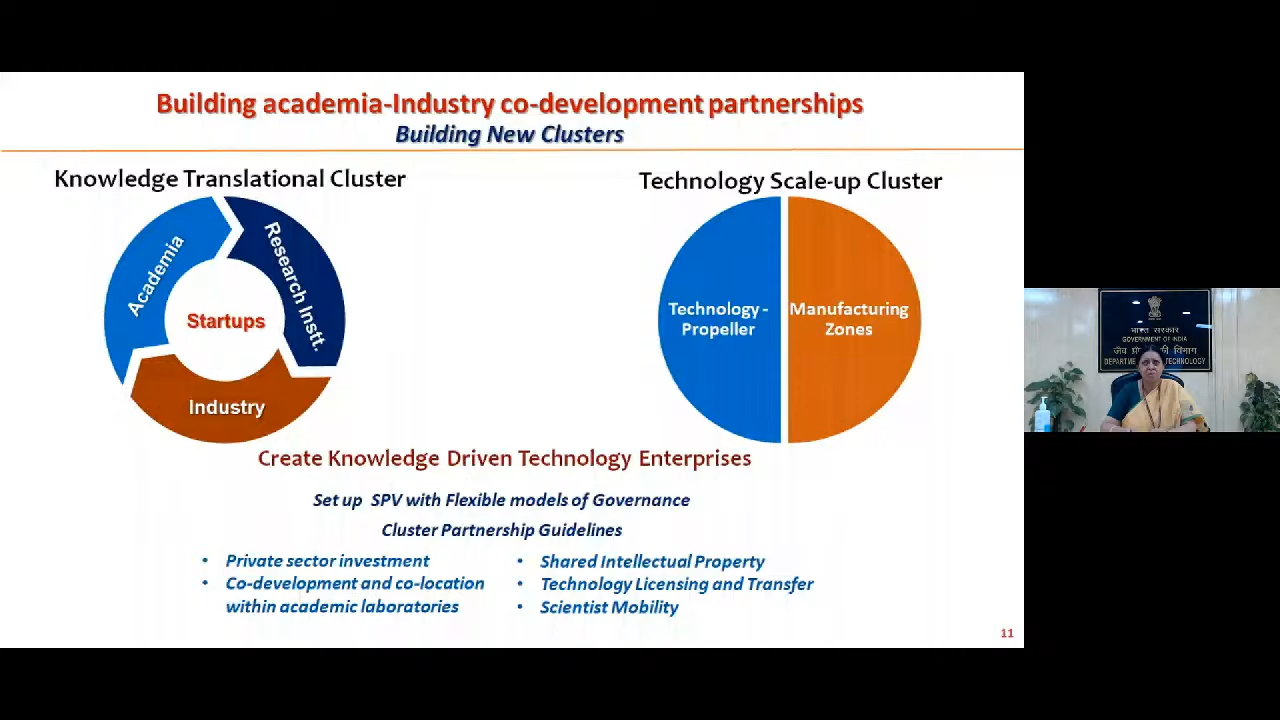 Building academia-Industry co-development partnerships
Building New Clusters
Knowledge Translational Cluster
Academia
Research Instt.
Startups
Industry
Technology Scale-up Cluster
Technology -
Propeller
Manufacturing
Zones
Create Knowledge Driven Technology Enterprises
Set up SPV with Flexible models of Governance
Cluster Partnership Guidelines
• Private sector investment
• Co-development and co-location
within academic laboratories
• Shared Intellectual Property
• Technology Licensing and Transfer
• Scientist Mobility
11
भारत सरकार
GOVERNMENT OF INDIA
की विभाग
TECHNOLOGY